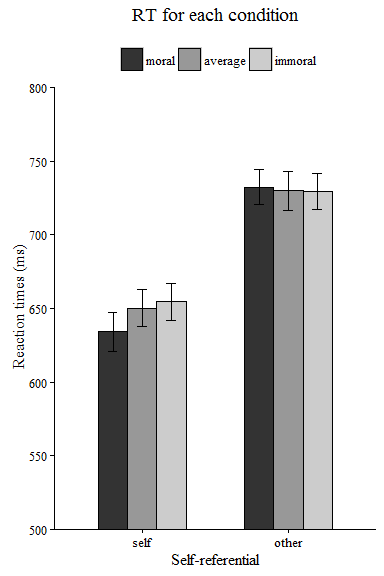 RT for each condition
moral average immoral
Reaction times (ms)
800
750
700
650
600
550
500
self other
Self-referential